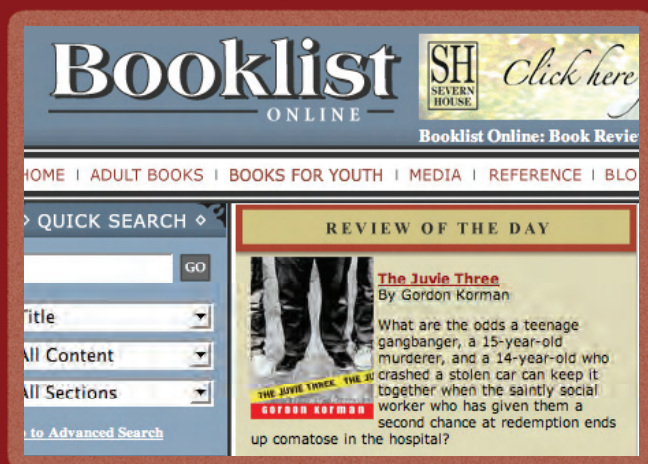 Booklist
ONLINE
SH
SEVERN
HOUSE
Click here
Booklist Online: Book Revie
HOME | ADULT BOOKS | BOOKS FOR YOUTH | MEDIA | REFERENCE | BLO
QUICK SEARCH
GO
Title
All Content
All Sections
to Advanced Search
REVIEW OF THE DAY
The Juvie Three
By Gordon Korman
What are the odds a teenage
gangbanger, a 15-year-old
murderer, and a 14-year-old who
crashed a stolen car can keep it
together when the saintly social
worker who has given them a
second chance at redemption ends
up comatose in the hospital?
THE JUVIE THREE THE JU
gordon korman